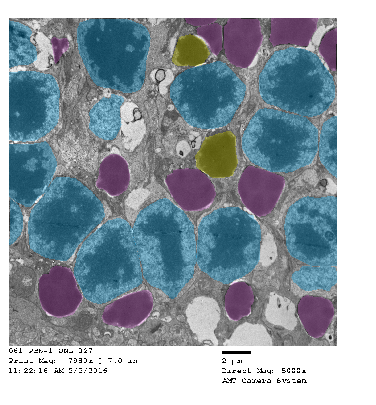 Print Mag: 7980x @ 7.0 in
11:22:16 AM 5/3/2016
2 µm
Direct Mag: 5000x
AMT Camera System